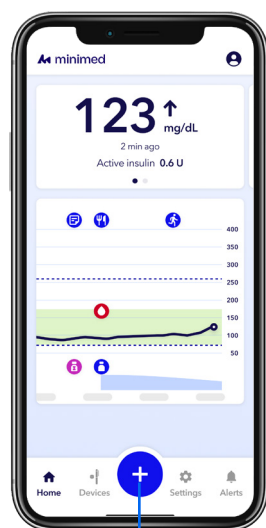 minimed
123 mg/dL
2 min ago
Active insulin 0.6 U
400
350
300
250
200
150
100
50
Home Devices + Settings Alerts